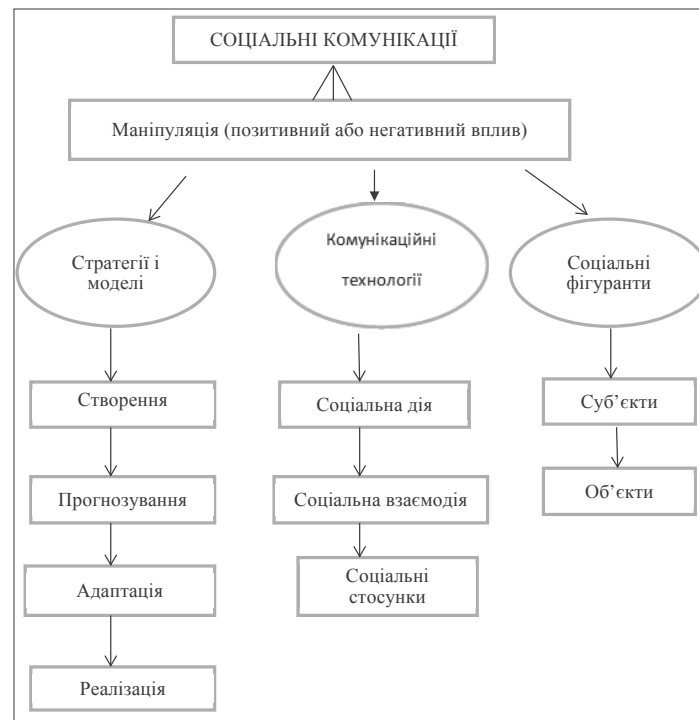 СОЦІАЛЬНІ КОМУНІКАЦІЇ
Маніпуляція (позитивний або негативний вплив)
Стратегії і
моделі
Створення
Прогнозування
Адаптація
Реалізація
Комунікаційні
технології
Соціальна дія
Соціальна взаємодія
Соціальні
стосунки
Соціальні
фігуранти
Суб’єкти
Об’єкти